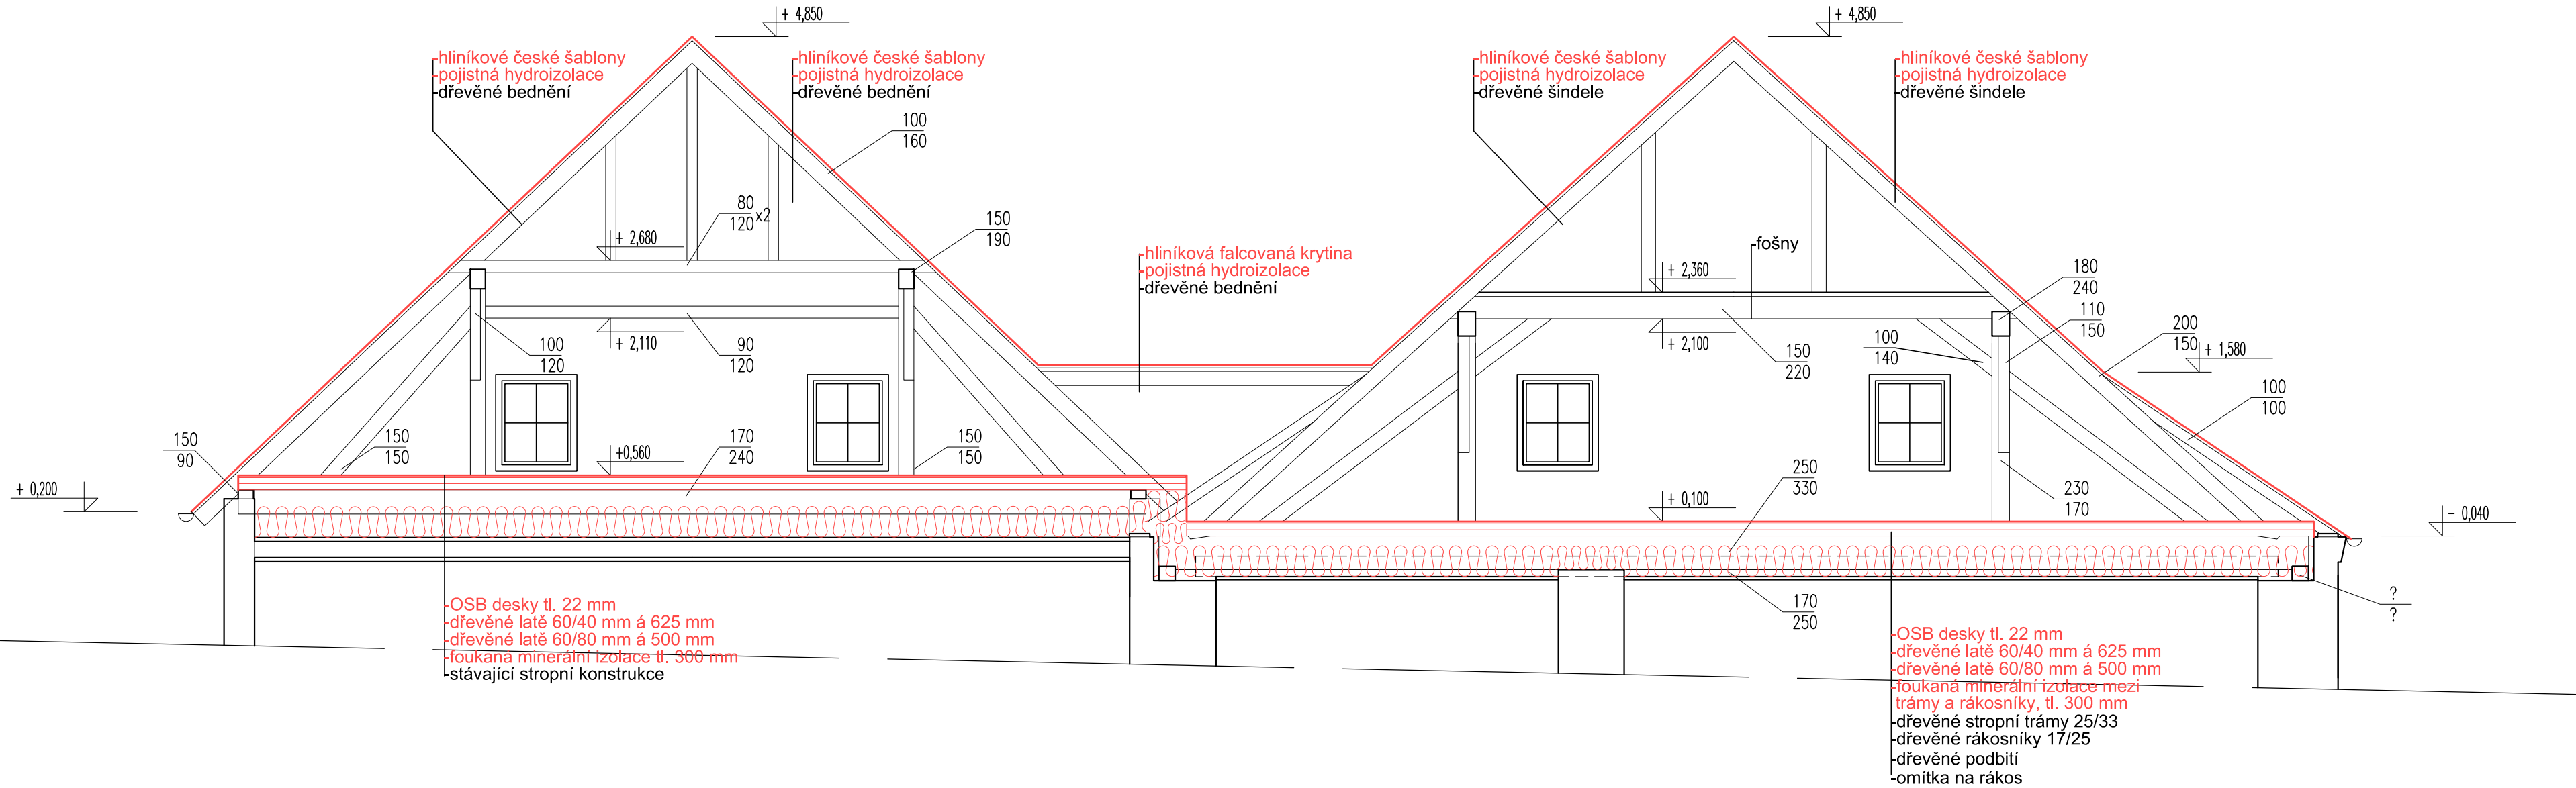 + 4,850
+ 4,850
-hliníkové české šablony
-pojistná hydroizolace
-dřevěné bednění
-hliníkové české šablony
-pojistná hydroizolace
-dřevěné bednění
-hliníkové české šablony
-pojistná hydroizolace
-dřevěné šindele
-hliníkové české šablony
-pojistná hydroizolace
-dřevěné šindele
100
160
80
120 x2
150
190
+ 2,680
-hliníková falcovaná krytina
-pojistná hydroizolace
-dřevěné bednění
-fošny
+ 2,360
180
240
110
150
200
150
+ 1,580
100
120
+ 2,110
90
120
+ 2,100
150
220
100
140
100
100
150
90
150
150
+0,560
170
240
150
150
250
330
+ 0,200
+ 0,100
230
170
- 0,040
170
250
?
?
-OSB desky tl. 22 mm
-dřevěné latě 60/40 mm á 625 mm
-dřevěné latě 60/80 mm á 500 mm
-foukaná minerální izolace tl. 300 mm
-stávající stropní konstrukce
-OSB desky tl. 22 mm
-dřevěné latě 60/40 mm á 625 mm
-dřevěné latě 60/80 mm á 500 mm
-foukaná minerální izolace mezi
trámy a rákosníky, tl. 300 mm
-dřevěné stropní trámy 25/33
-dřevěné rákosníky 17/25
-dřevěné podbití
-omítka na rákos